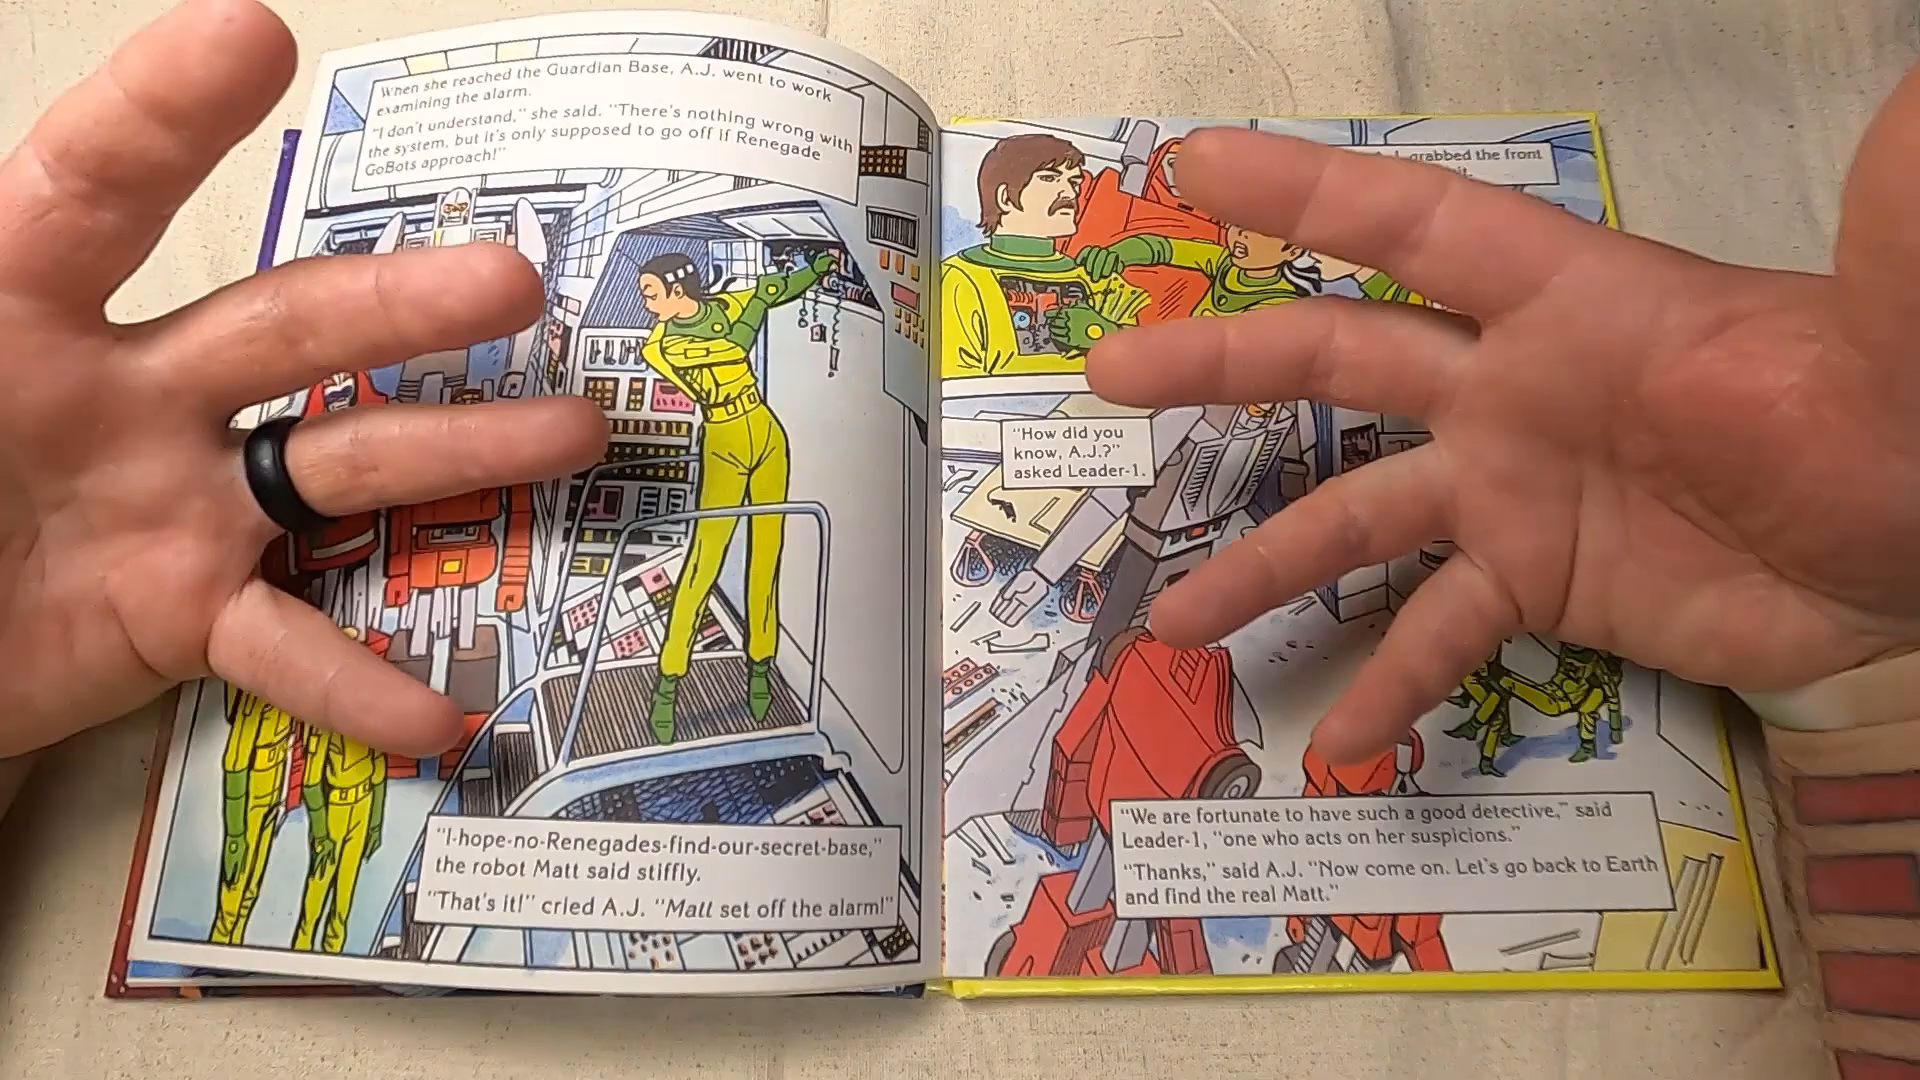 When she reached the Guardian Base, A.J. went to work
examining the alarm.
"I don't understand," she said. "There's nothing wrong with
the system, but it's only supposed to go off if Renegade
GoBots approach!"
"I-hope-no-Renegades-find-our-secret-base,"
the robot Matt said stiffly.
"That's it!" cried A.J. "Matt set off the alarm!"
grabbed the front
"How did you
know, A.J.?"
asked Leader-1.
"We are fortunate to have such a good detective," said
Leader-1, "one who acts on her suspicions."
"Thanks," said A.J. "Now come on. Let's go back to Earth
and find the real Matt."